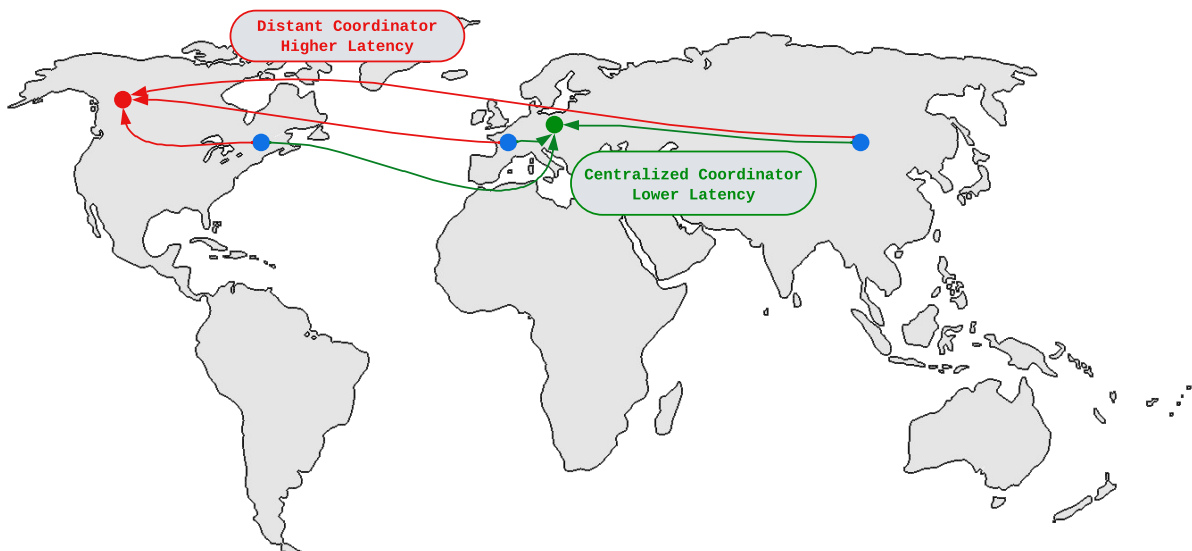 Distant Coordinator
Higher Latency
Centralized Coordinator
Lower Latency